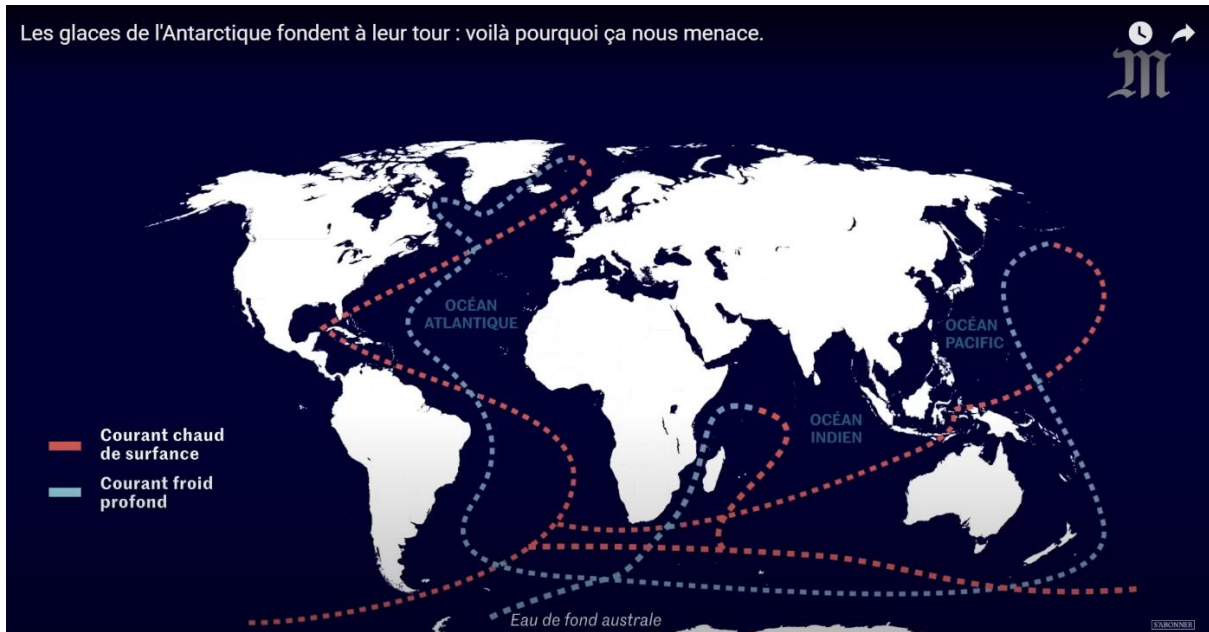 Les glaces de l'Antarctique fondent à leur tour : voilà pourquoi ça nous menace.
M
OCÉAN
ATLANTIQUE
OCÉAN
PACIFIC
OCÉAN
INDIEN
Courant chaud
de surfance
Courant froid
profond
Eau de fond australe
S'ABONNER